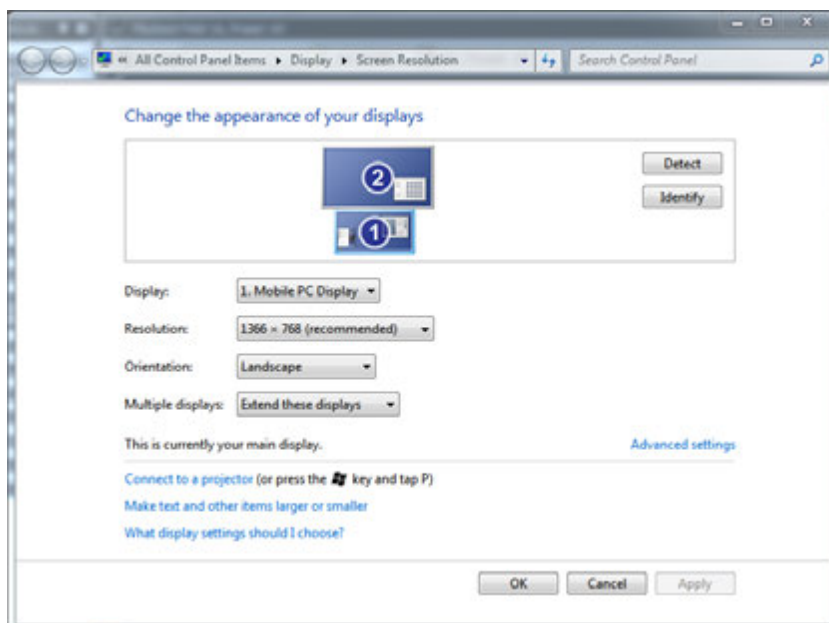 « All Control Panel Items ▸ Display ▸ Screen Resolution
Search Control Panel
Change the appearance of your displays
2
1
Detect
Identify
Display: 1. Mobile PC Display
Resolution: 1366 × 768 (recommended)
Orientation: Landscape
Multiple displays: Extend these displays
This is currently your main display. Advanced settings
Connect to a projector (or press the key and tap P)
Make text and other items larger or smaller
What display settings should I choose?
OK Cancel Apply